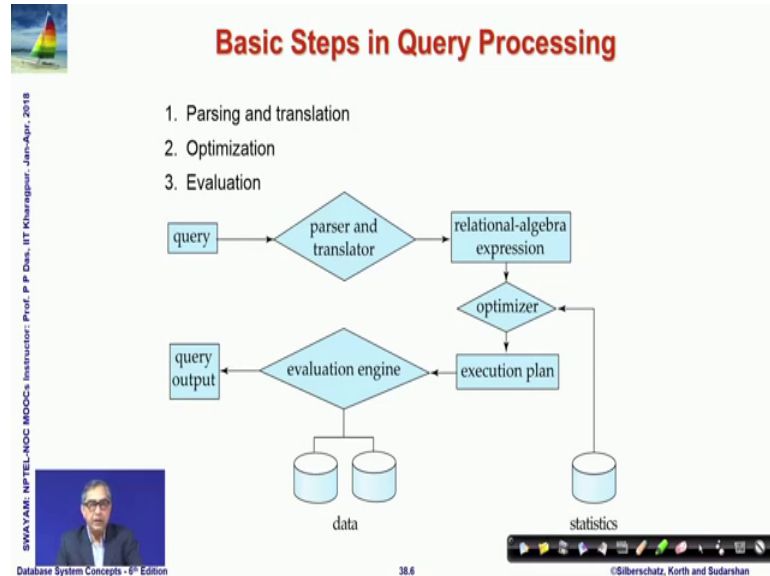 Basic Steps in Query Processing
1. Parsing and translation
2. Optimization
3. Evaluation
query
parser and
translator
relational-algebra
expression
optimizer
query
output
evaluation engine
execution plan
data
statistics
SWAYAM: NPTEL-NOC MOOCs Instructor: Prof. P P Das, IIT Kharagpur. Jan-Apr, 2018
Database System Concepts - 6th Edition
38.6
©Silberschatz, Korth and Sudarshan